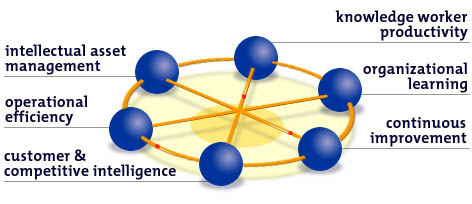 knowledge worker
productivity
intellectual asset
management
organizational
learning
operational
efficiency
continuous
improvement
customer &
competitive intelligence